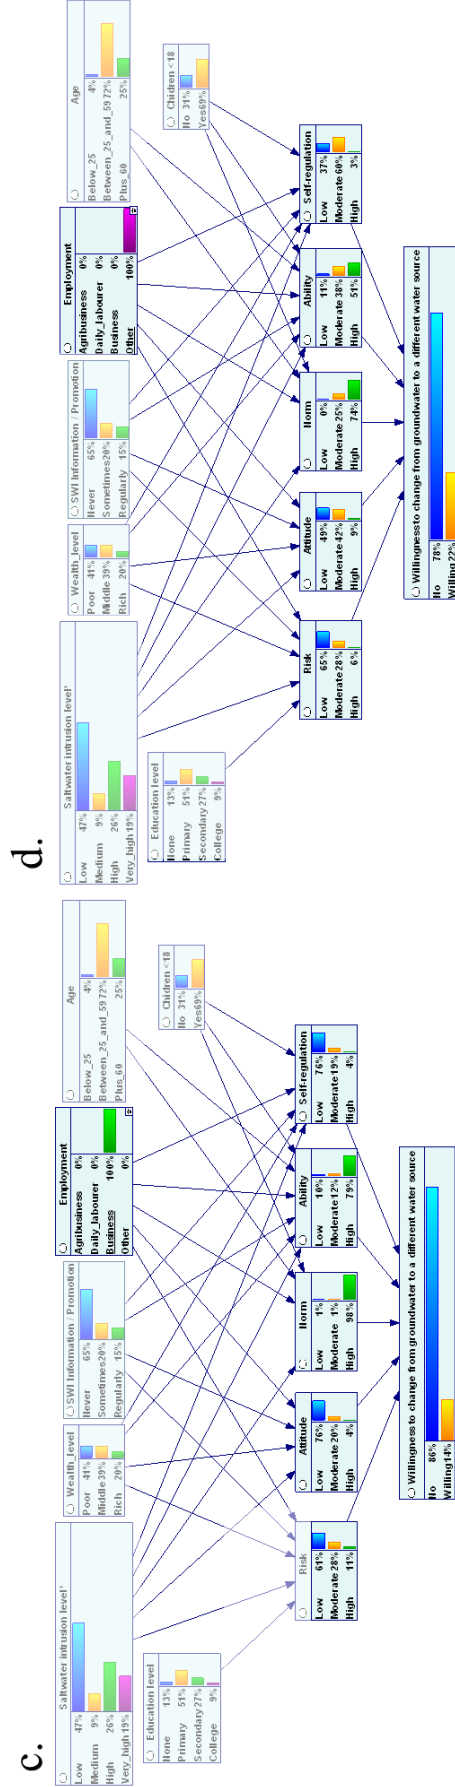 c.
Saltwater intrusion level*
Low 47%
Medium 9%
High 26%
Very_high 19%
Wealth_level
Poor 41%
Middle 39%
Rich 20%
SWI Information / Promotion
Never 65%
Sometimes 20%
Regularly 15%
Employment
Agribusiness 0%
Daily_labourer 0%
Business 100%
Other 0%
Age
Below_25 4%
Between_25_and_59 72%
Plus_60 25%
Education level
None 13%
Primary 51%
Secondary 27%
College 9%
Chidren <18
No 31%
Yes 69%
Risk
Low 61%
Moderate 28%
High 11%
Attitude
Low 76%
Moderate 20%
High 4%
Norm
Low 1%
Moderate 1%
High 98%
Ability
Low 10%
Moderate 12%
High 79%
Self-regulation
Low 76%
Moderate 19%
High 4%
Willingness to change from groundwater to a different water source
No 86%
Willing 14%
d.
Saltwater intrusion level*
Low 47%
Medium 9%
High 26%
Very_high 19%
Wealth_level
Poor 41%
Middle 39%
Rich 20%
SWI Information / Promotion
Never 65%
Sometimes 20%
Regularly 15%
Employment
Agribusiness 0%
Daily_labourer 0%
Business 0%
Other 100%
Age
Below_25 4%
Between_25_and_59 72%
Plus_60 25%
Education level
None 13%
Primary 51%
Secondary 27%
College 9%
Chidren <18
No 31%
Yes 69%
Risk
Low 65%
Moderate 28%
High 6%
Attitude
Low 49%
Moderate 42%
High 9%
Norm
Low 0%
Moderate 25%
High 74%
Ability
Low 11%
Moderate 38%
High 51%
Self-regulation
Low 37%
Moderate 60%
High 3%
Willingness to change from groundwater to a different water source
No 78%
Willing 22%